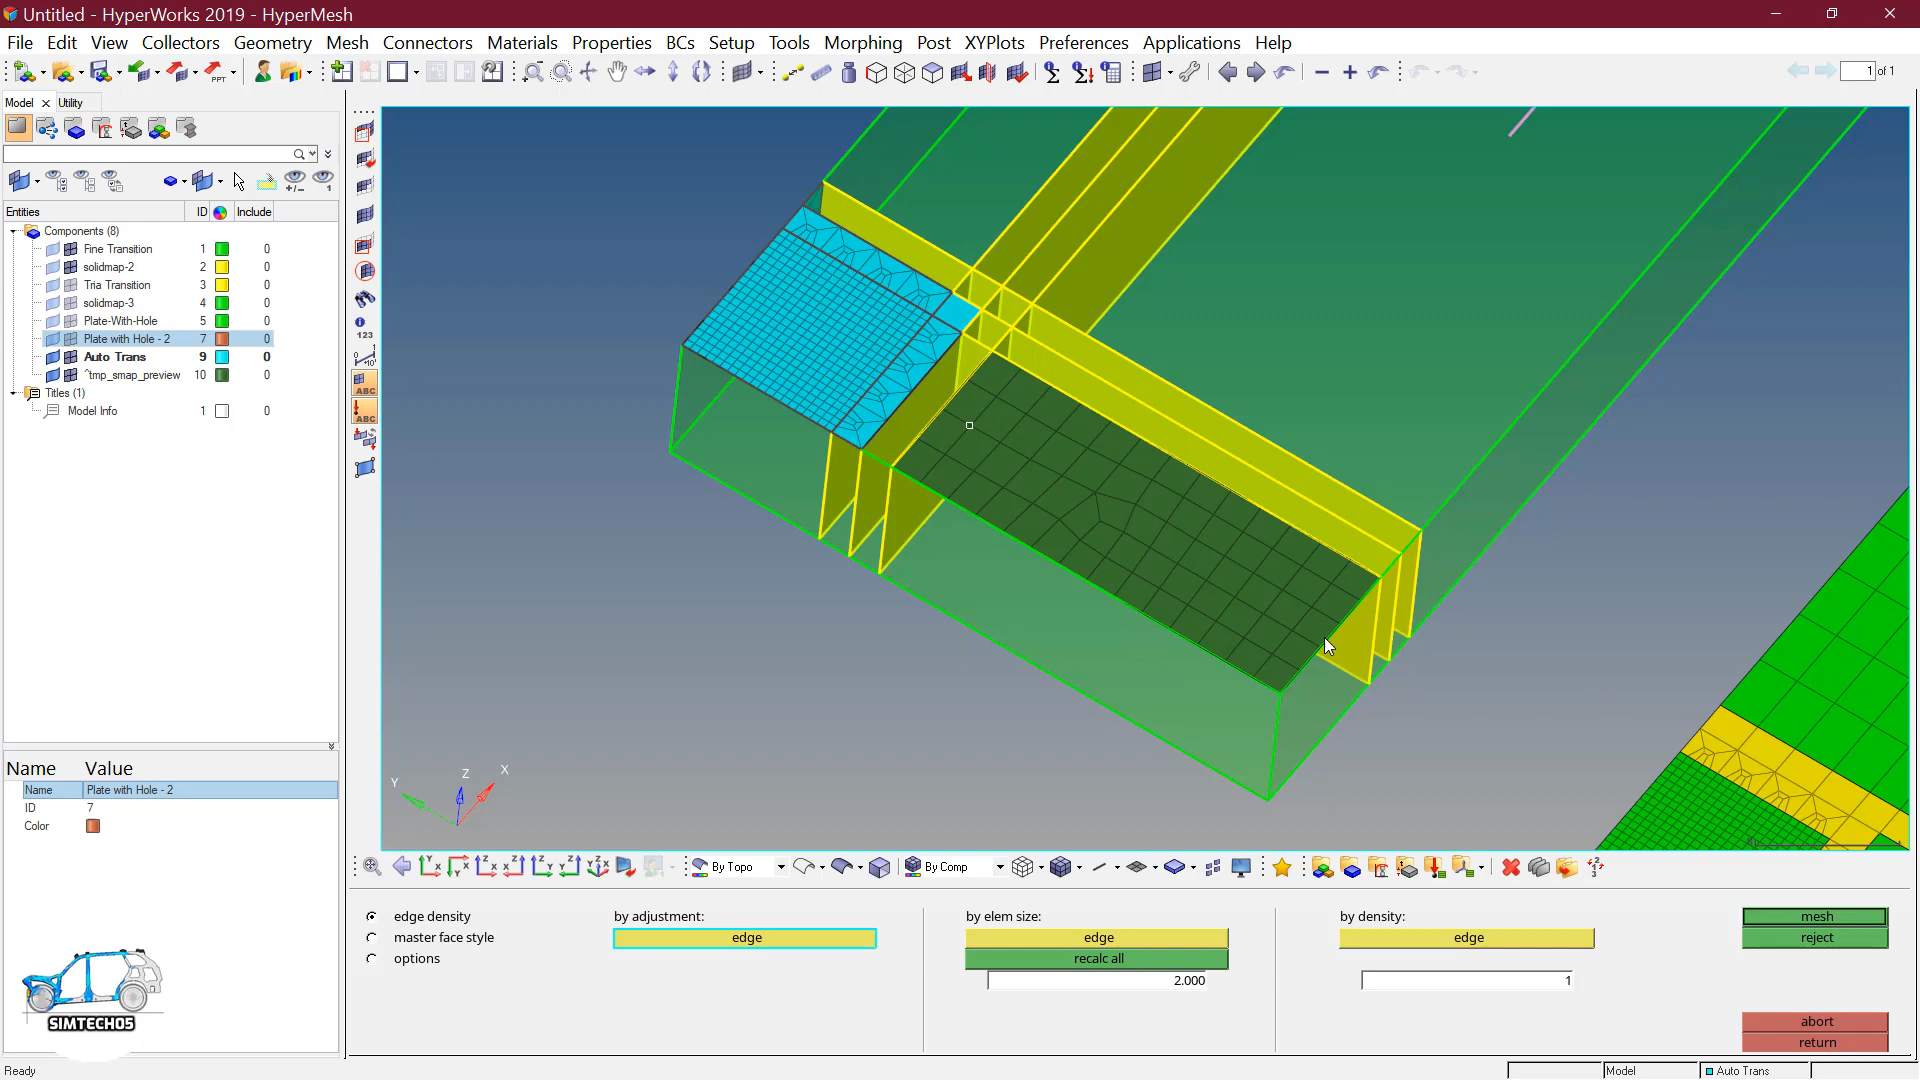 Untitled - HyperWorks 2019 - HyperMesh
File Edit View Collectors Geometry Mesh Connectors Materials Properties BCs Setup Tools Morphing Post XYPlots Preferences Applications Help
PPT
1 of 1
Model Utility
+/- 1
Entities ID Include
Components (8)
Fine Transition 1 0
solidmap-2 2 0
Tria Transition 3 0
solidmap-3 4 0
Plate-With-Hole 5 0
Plate with Hole - 2 7 0
Auto Trans 9 0
^tmp_smap_preview 10 0
Titles (1)
Model Info 1 0
123
ABC
ABC
Y Z X
Name Value
Name Plate with Hole - 2
ID 7
Color
By Topo By Comp
edge density by adjustment: by elem size: by density: mesh
master face style edge edge edge reject
options recalc all
2.000 1
abort
return
SIMTECH05
Ready Model Auto Trans